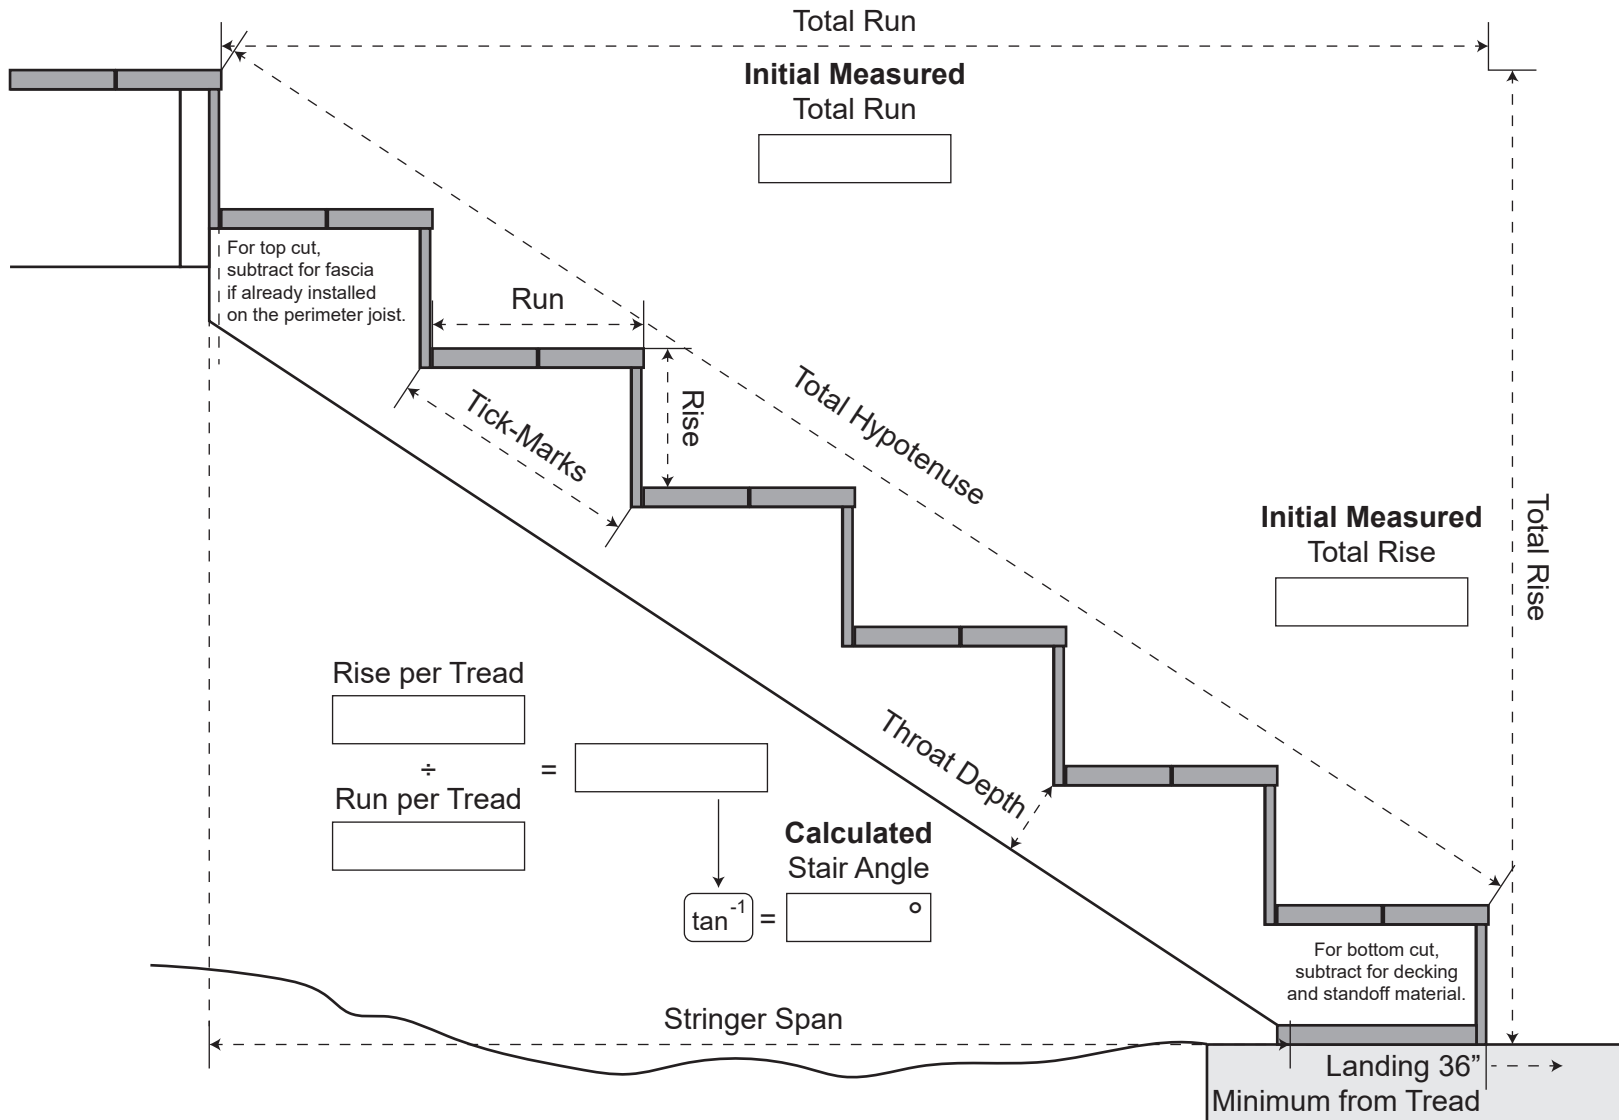 Total Run
Initial Measured
Total Run
For top cut,
subtract for fascia
if already installed
on the perimeter joist.
Run
Rise
Tick-Marks
Total Hypotenuse
Initial Measured
Total Rise
Total Rise
Rise per Tread
÷
=
Run per Tread
Throat Depth
Calculated
Stair Angle
tan-1 = °
For bottom cut,
subtract for decking
and standoff material.
Stringer Span
Landing 36”
Minimum from Tread